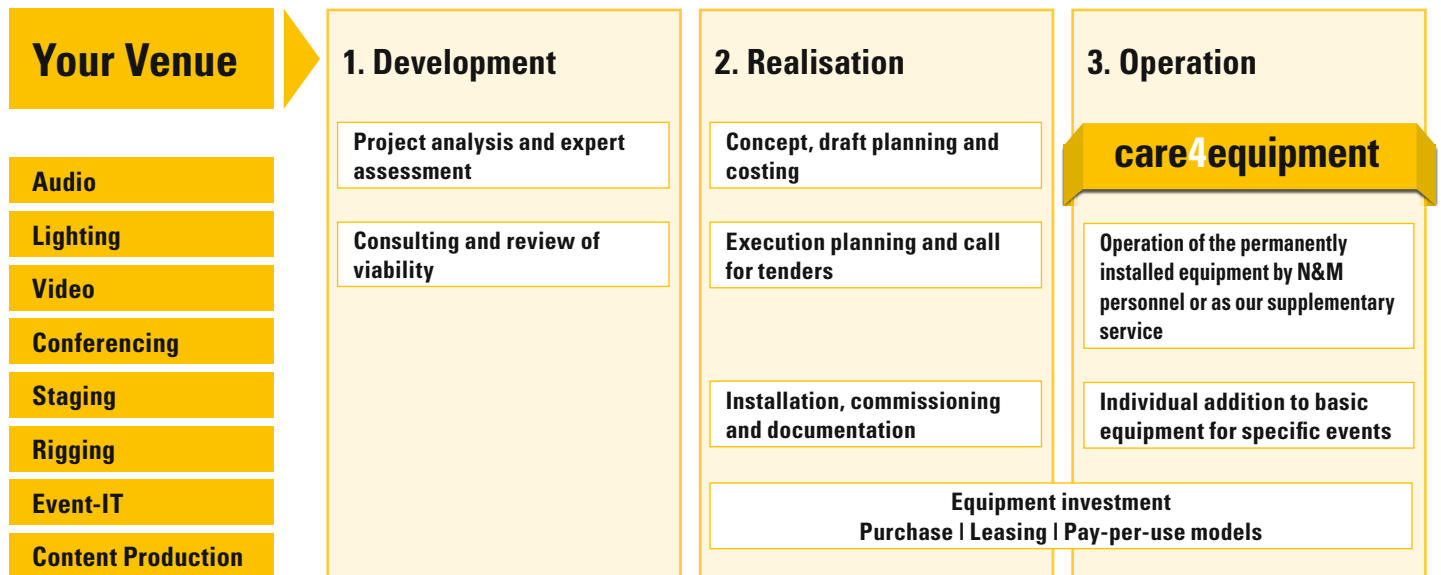 Your Venue
Audio
Lighting
Video
Conferencing
Staging
Rigging
Event-IT
Content Production
1. Development
Project analysis and expert
assessment
Consulting and review of
viability
2. Realisation
Concept, draft planning and
costing
Execution planning and call
for tenders
Installation, commissioning
and documentation
3. Operation
care4equipment
Operation of the permanently
installed equipment by N&M
personnel or as our supplementary
service
Individual addition to basic
equipment for specific events
Equipment investment
Purchase | Leasing | Pay-per-use models